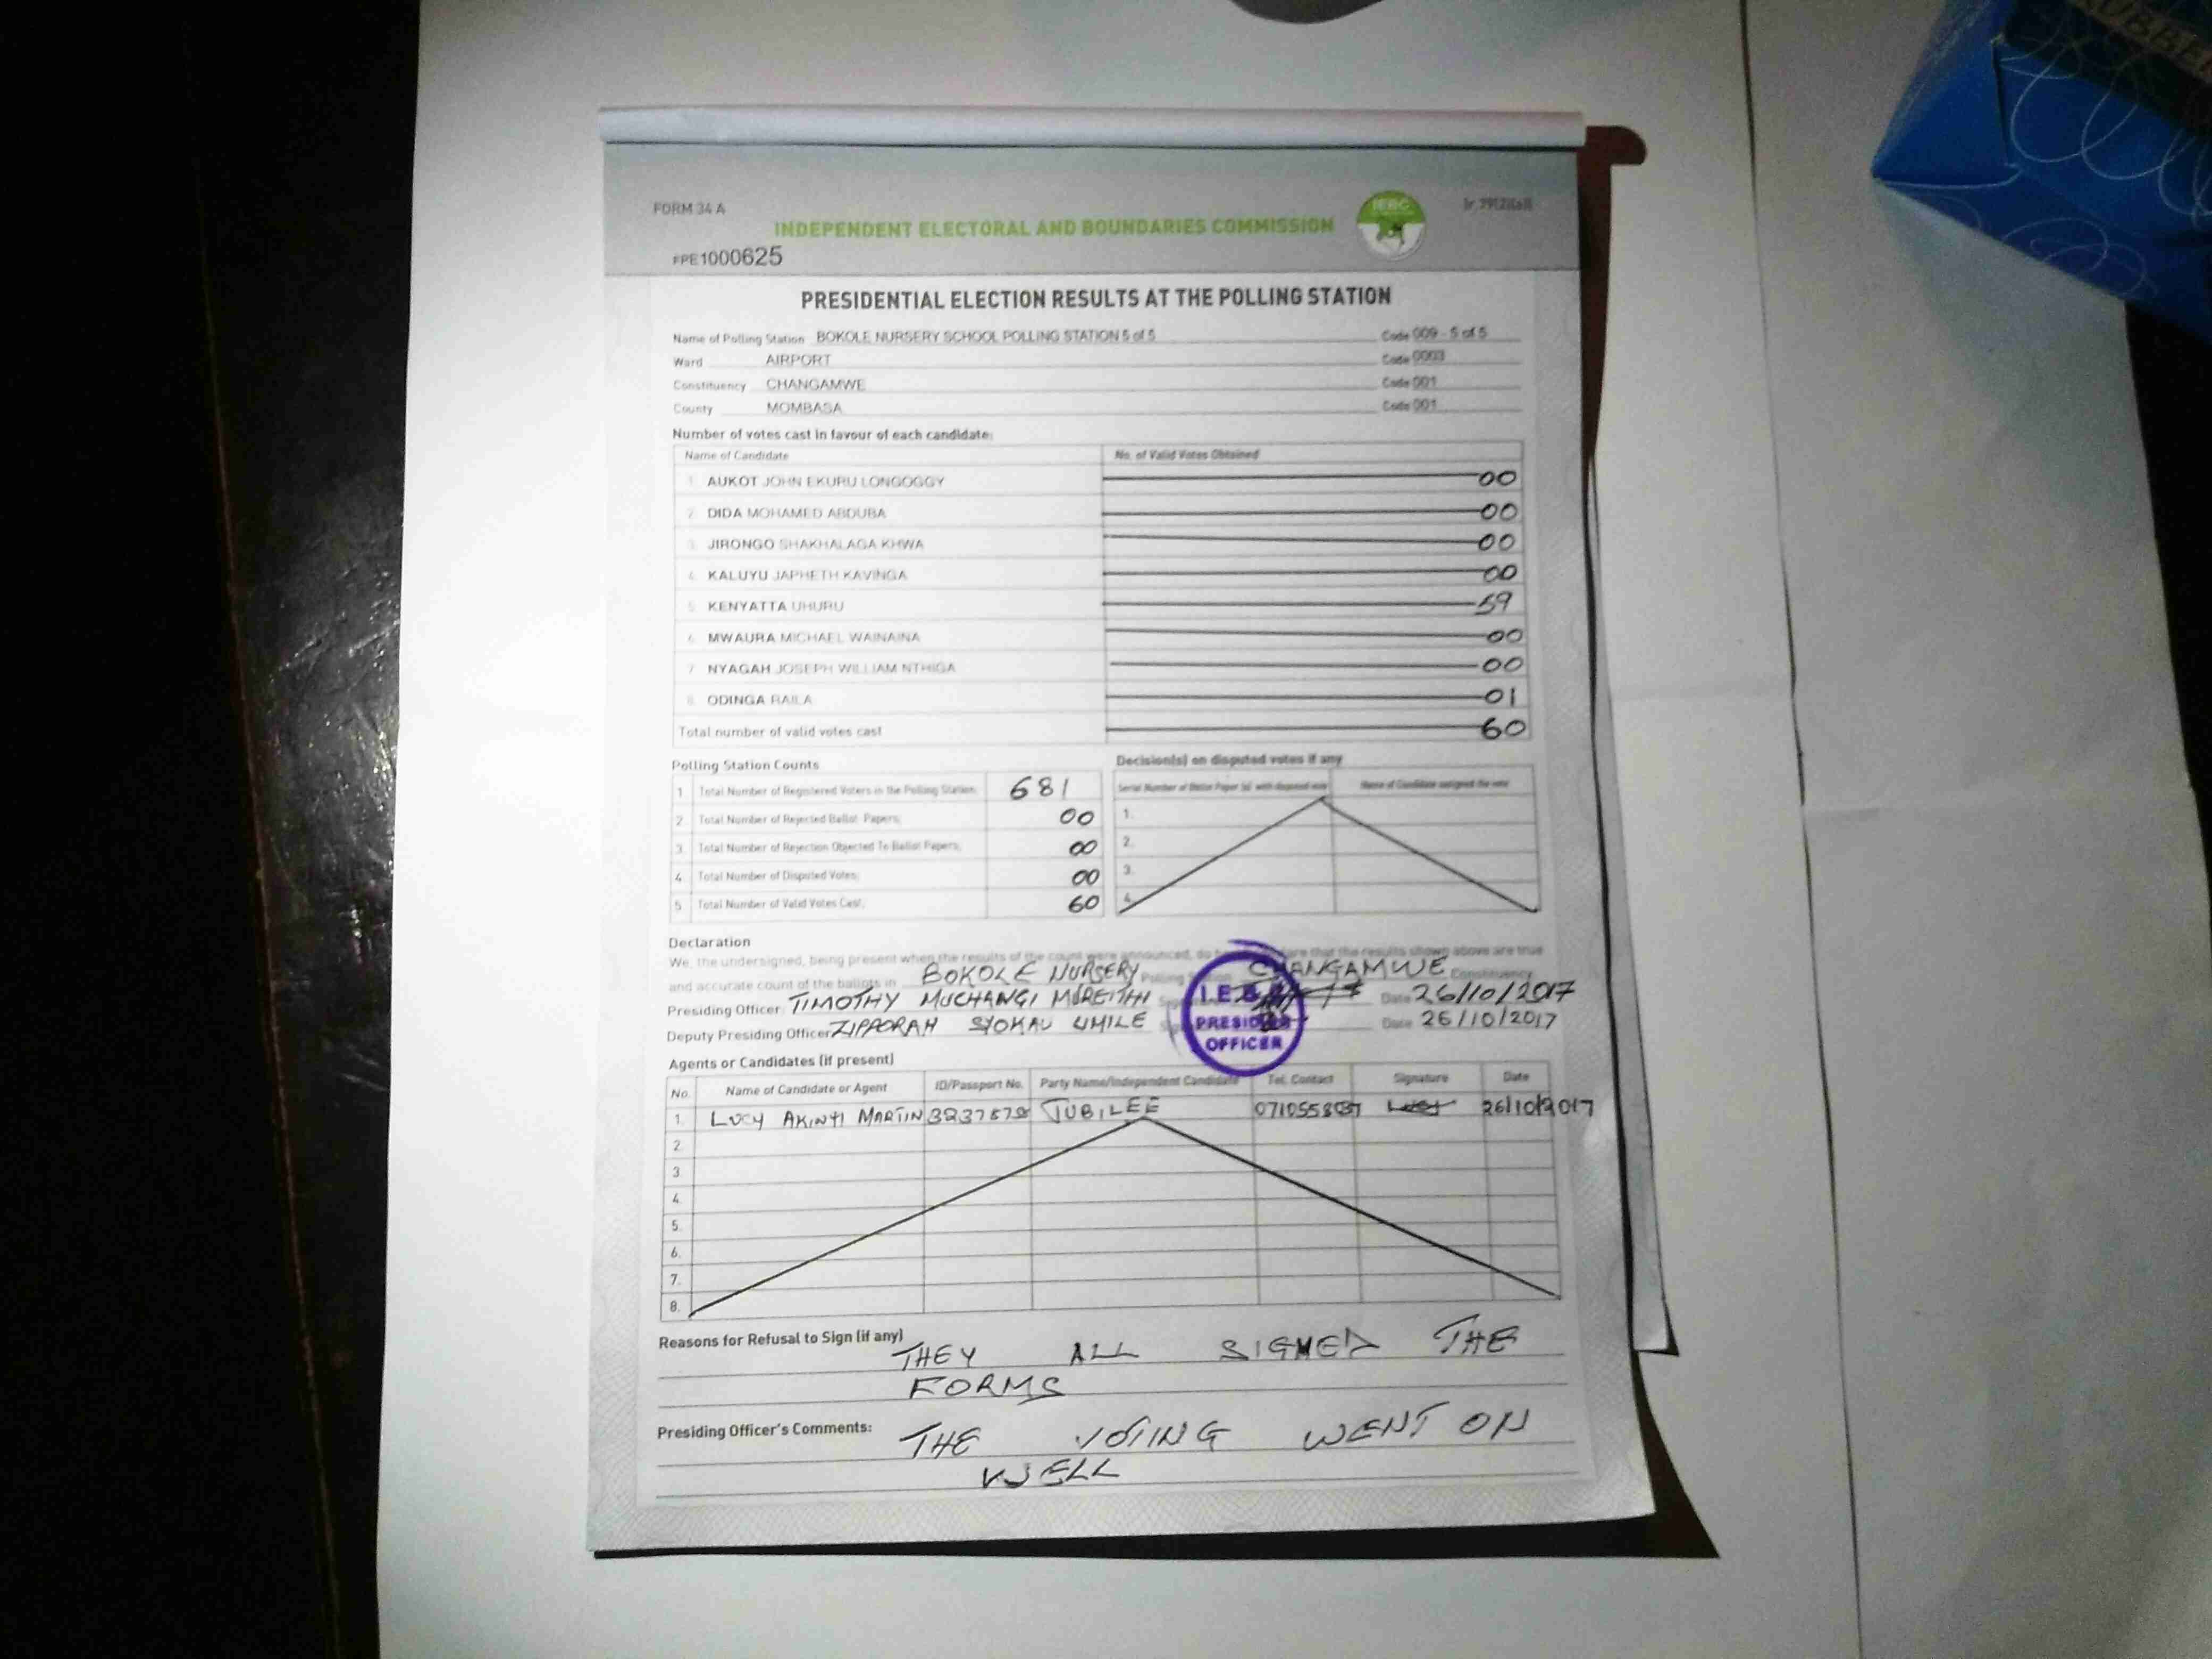 FORM 34 A
INDEPENDENT ELECTORAL AND BOUNDARIES COMMISSION
IEBC
FPE1000625
PRESIDENTIAL ELECTION RESULTS AT THE POLLING STATION
Name of Polling Station BOKOLE NURSERY SCHOOL POLLING STATION 5 of 5 Code 009 - 5 of 5
Ward AIRPORT Code 0003
Constituency CHANGAMWE Code 001
County MOMBASA Code 001
Number of votes cast in favour of each candidate:
Name of Candidate No. of Valid Votes Obtained
1. AUKOT JOHN EKURU LONGOGGY 00
2. DIDA MOHAMED ABDUBA 00
3. JIRONGO SHAKHALAGA KHWA 00
4. KALUYU JAPHETH KAVINGA 00
5. KENYATTA UHURU 59
6. MWAURA MICHAEL WAINAINA 00
7. NYAGAH JOSEPH WILLIAM NTHIGA 00
8. ODINGA RAILA 01
Total number of valid votes cast 60
Polling Station Counts
1 Total Number of Registered Voters in the Polling Station; 681
2. Total Number of Rejected Ballot Papers; 00
3. Total Number of Rejection Objected To Ballot Papers; 00
4. Total Number of Disputed Votes; 00
5. Total Number of Valid Votes Cast; 60
Decision(s) on disputed votes if any
Serial Number of Ballot Paper (s) with disputed vote Name of Candidate assigned the vote
1.
2.
3.
4.
Declaration
We, the undersigned, being present when the results of the count were announced, do that the results shown above are true
and accurate count of the ballots in BOKOLE NURSERY Polling CHANGAMWE Constituency
Presiding Officer: TIMOTHY MUCHANGI MUREITHI Date 26/10/2017
Deputy Presiding Officer ZIPPORAH SYOKAU Date 26/10/2017
I.E.B.C
PRESIDING
OFFICER
Agents or Candidates (if present)
No. Name of Candidate or Agent ID/Passport No. Party Name/Independent Candidate Tel. Contact Signature Date
1. LUCY AKINYI MARTIN JUBILEE 26/10/2017
2.
3.
4.
5.
6.
7.
8.
Reasons for Refusal to Sign (if any) THEY ALL SIGNED THE
FORMS
Presiding Officer's Comments: THE VOTING WENT ON
WELL